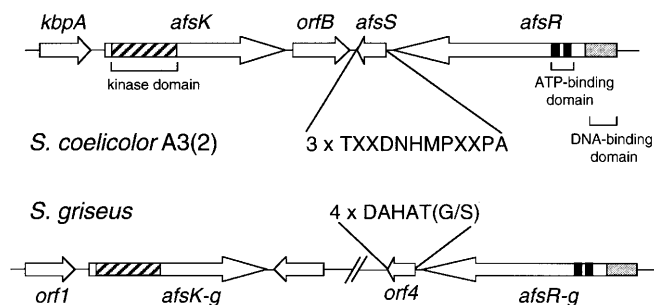 kbpA afsK orfB afsS afsR
kinase domain
ATP-binding
domain
DNA-binding
domain
3 x TXXDNHMPXXPA
S. coelicolor A3(2)
S. griseus
4 x DAHAT(G/S)
orf1 afsK-g orf4 afsR-g